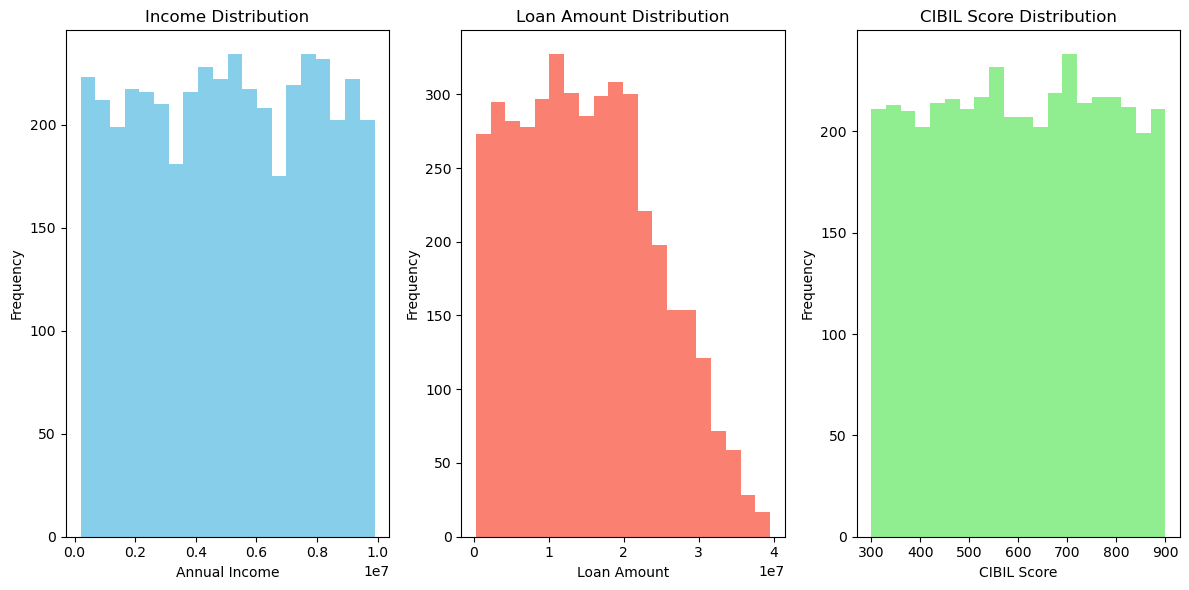 Income Distribution
Frequency
200
150
100
50
0
0.0 0.2 0.4 0.6 0.8 1.0
1e7
Annual Income
Loan Amount Distribution
Frequency
300
250
200
150
100
50
0
0 1 2 3 4
1e7
Loan Amount
CIBIL Score Distribution
Frequency
200
150
100
50
0
300 400 500 600 700 800 900
CIBIL Score